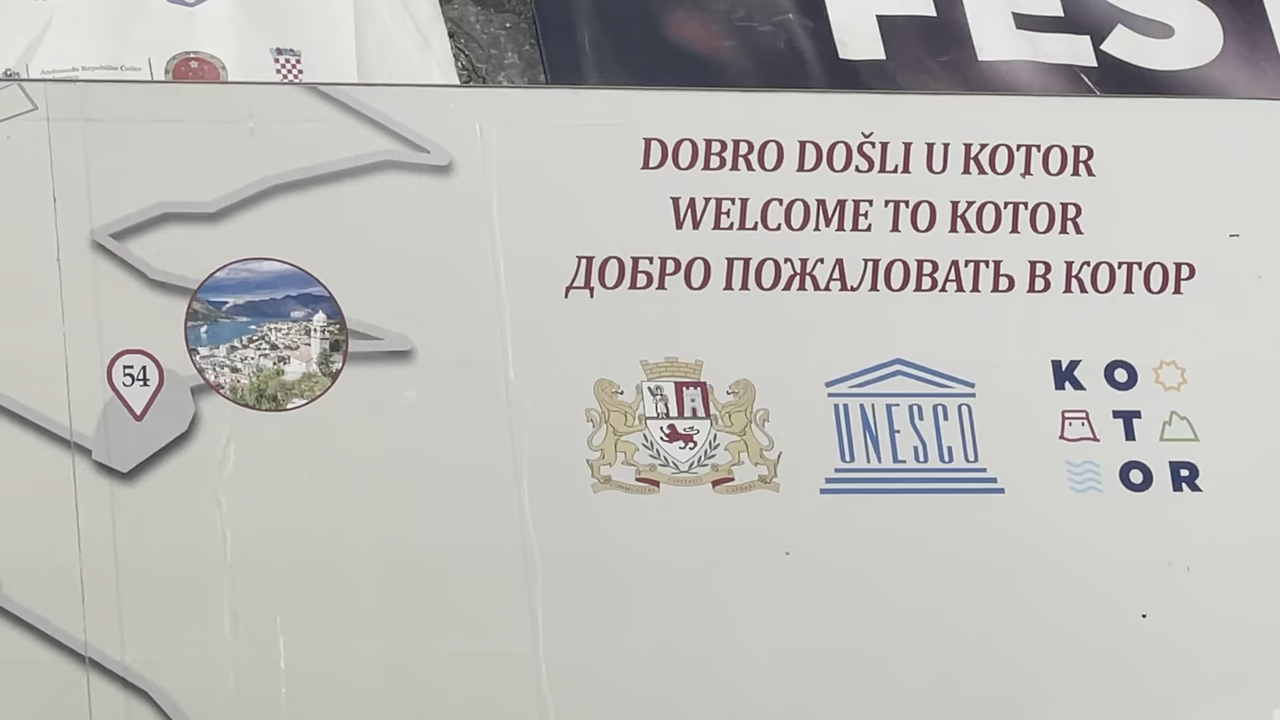 FES
DOBRO DOŠLI U KOTOR
WELCOME TO KOTOR
ДОБРО ПОЖАЛОВАТЬ В КОТОР
54
UNESCO
KO
T
OR